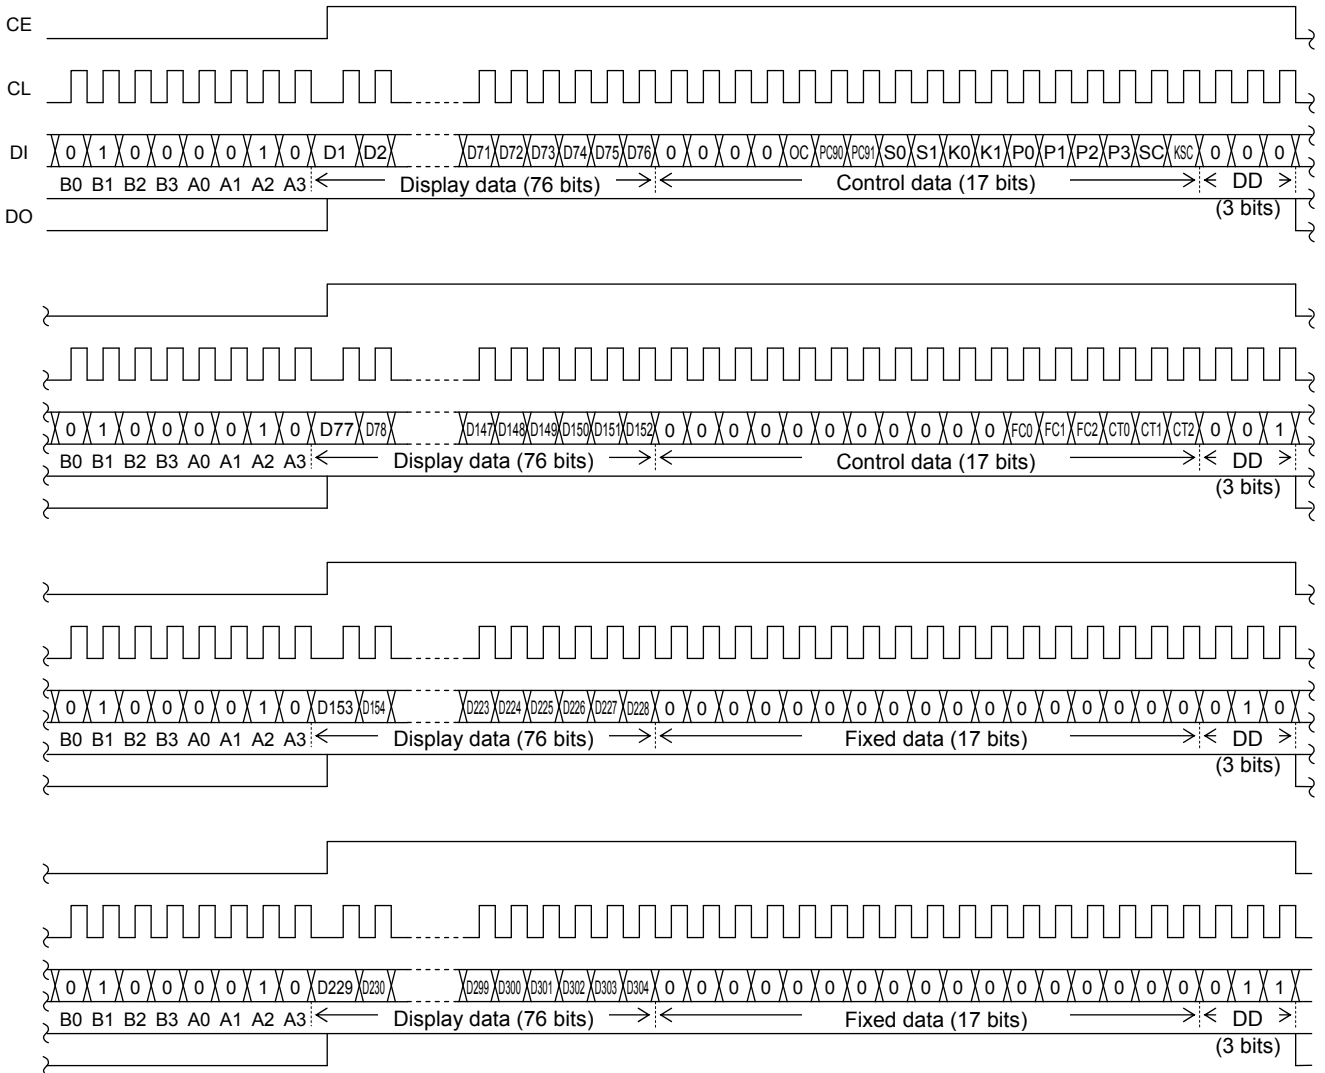 CE
CL
DI 0 1 0 0 0 0 1 0 D1 D2 D71 D72 D73 D74 D75 D76 0 0 0 0 OC PC90 PC91 S0 S1 K0 K1 P0 P1 P2 P3 SC KSC 0 0 0
B0 B1 B2 B3 A0 A1 A2 A3 Display data (76 bits) Control data (17 bits) DD
(3 bits)
DO
0 1 0 0 0 0 1 0 D77 D78 D147 D148 D149 D150 D151 D152 0 0 0 0 0 0 0 0 0 0 0 FC0 FC1 FC2 CT0 CT1 CT2 0 0 1
B0 B1 B2 B3 A0 A1 A2 A3 Display data (76 bits) Control data (17 bits) DD
(3 bits)
0 1 0 0 0 0 1 0 D153 D154 D223 D224 D225 D226 D227 D228 0 0 0 0 0 0 0 0 0 0 0 0 0 0 0 0 0 0 1 0
B0 B1 B2 B3 A0 A1 A2 A3 Display data (76 bits) Fixed data (17 bits) DD
(3 bits)
0 1 0 0 0 0 1 0 D229 D230 D299 D300 D301 D302 D303 D304 0 0 0 0 0 0 0 0 0 0 0 0 0 0 0 0 0 0 1 1
B0 B1 B2 B3 A0 A1 A2 A3 Display data (76 bits) Fixed data (17 bits) DD
(3 bits)